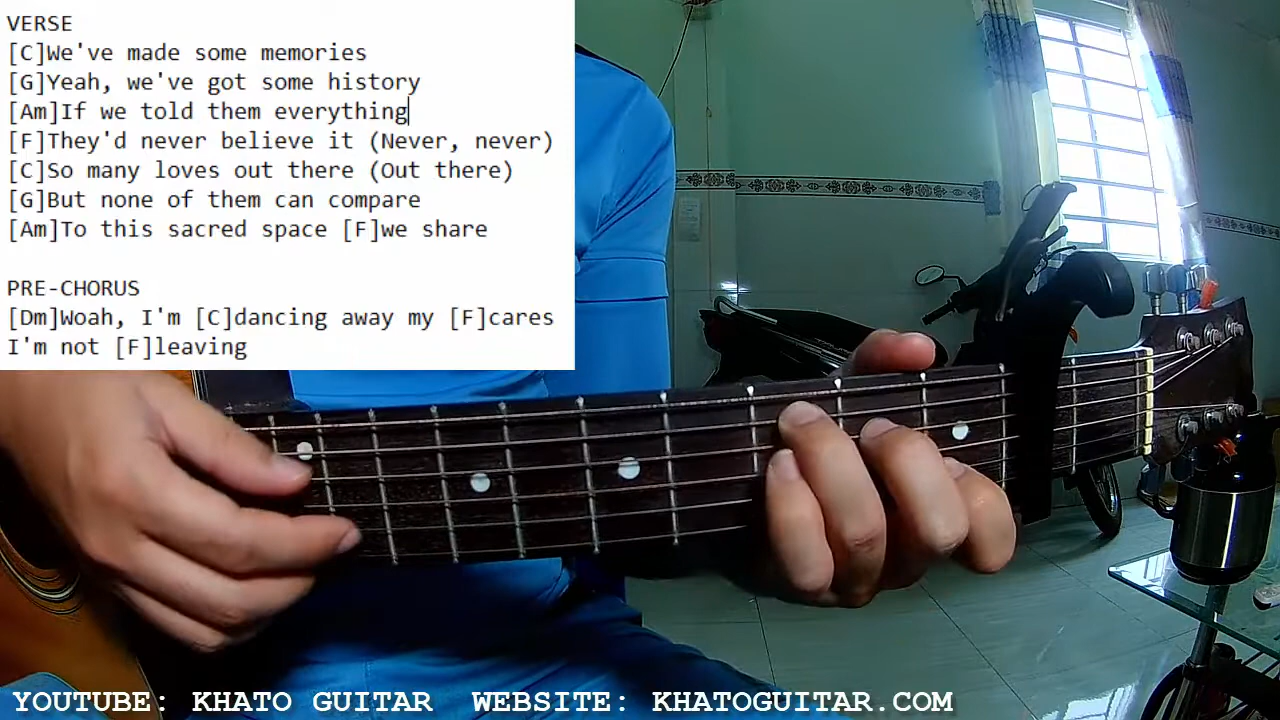 VERSE
[C]We've made some memories
[G]Yeah, we've got some history
[Am]If we told them everything
[F]They'd never believe it (Never, never)
[C]So many loves out there (Out there)
[G]But none of them can compare
[Am]To this sacred space [F]we share
PRE-CHORUS
[Dm]Woah, I'm [C]dancing away my [F]cares
I'm not [F]leaving
YOUTUBE: KHATO GUITAR WEBSITE: KHATOGUITAR.COM